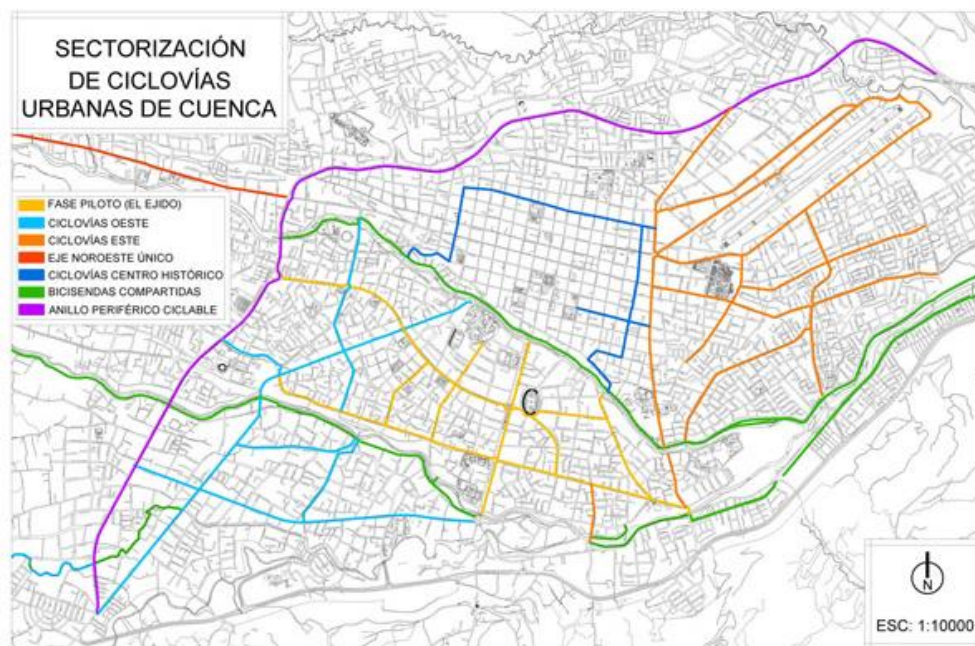 SECTORIZACIÓN
DE CICLOVÍAS
URBANAS DE CUENCA
FASE PILOTO (EL EJIDO)
CICLOVÍAS OESTE
CICLOVÍAS ESTE
EJE NOROESTE ÚNICO
CICLOVÍAS CENTRO HISTÓRICO
BICISENDAS COMPARTIDAS
ANILLO PERIFÉRICO CICLABLE
N
ESC: 1:10000